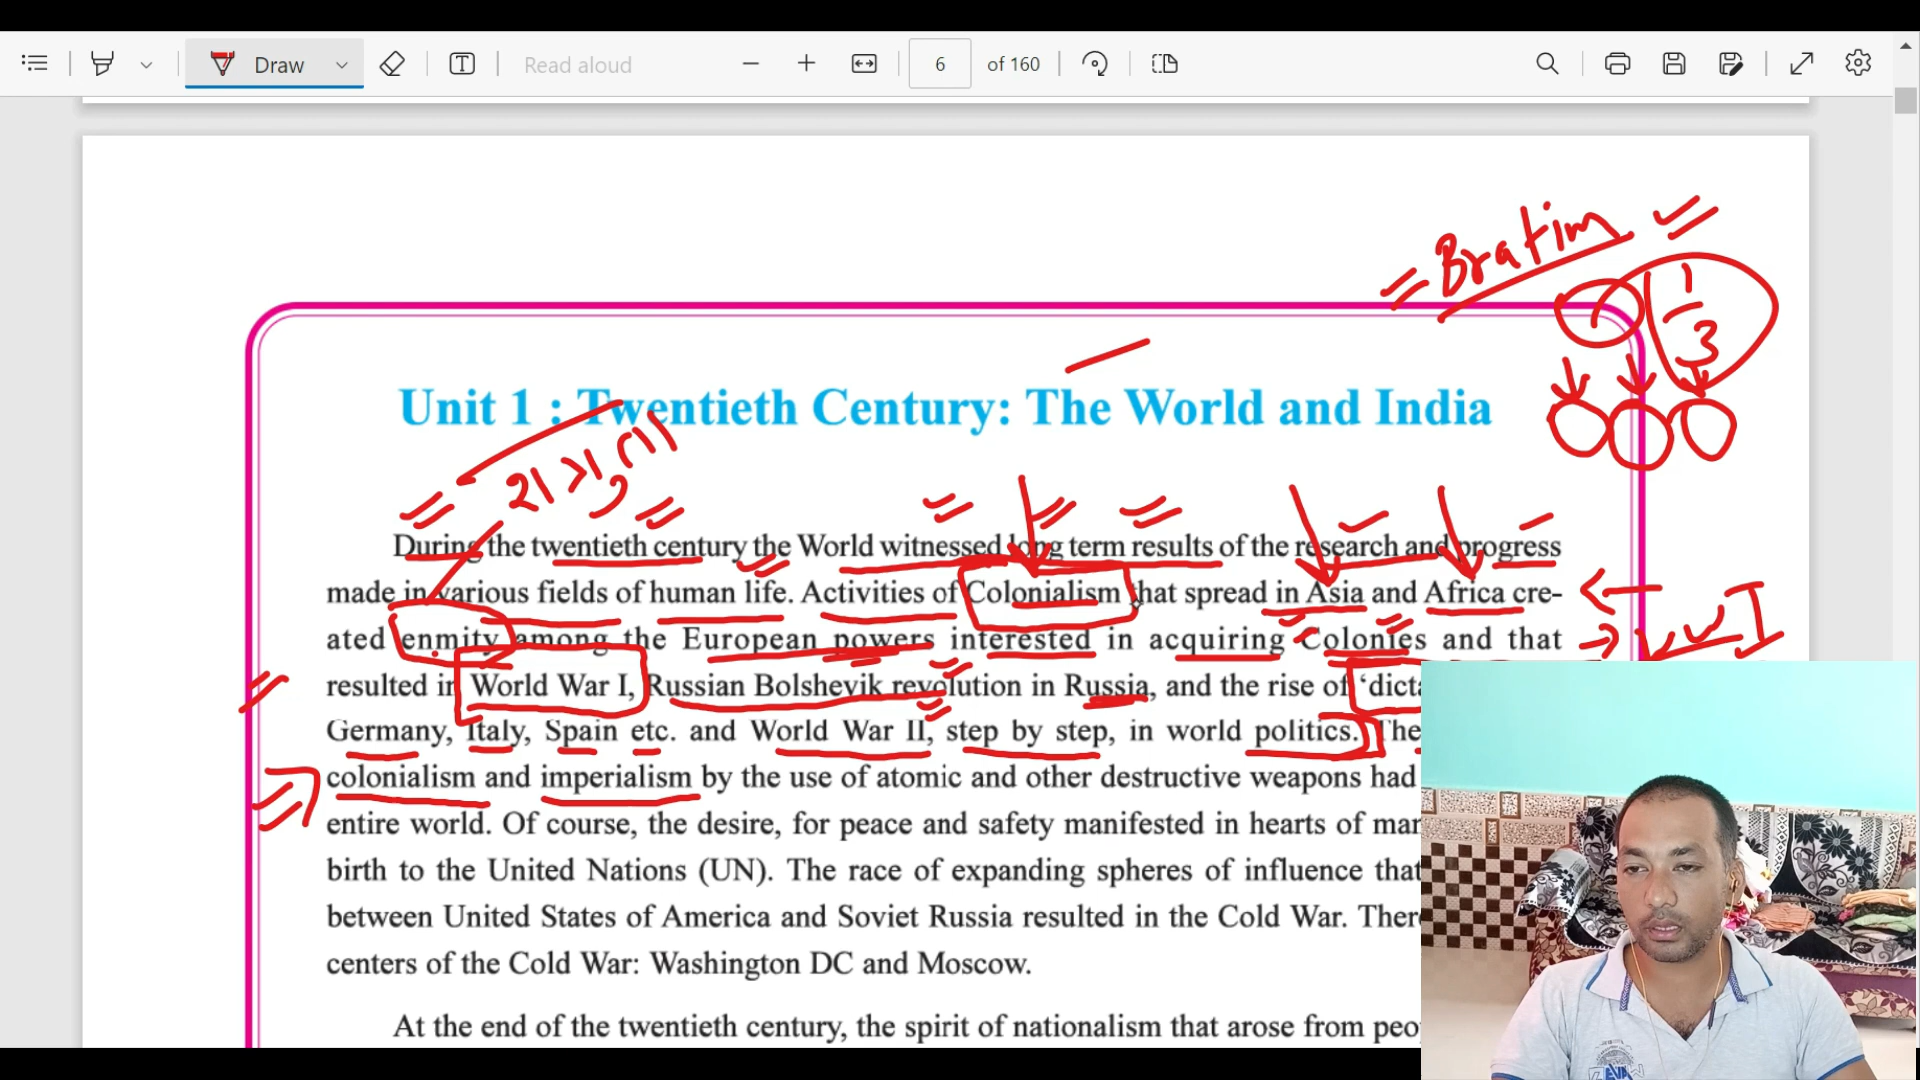 Draw
Read aloud
6 of 160
= Bratim =
1
3
Unit 1 : Twentieth Century: The World and India
During the twentieth century the World witnessed long term results of the research and progress
made in various fields of human life. Activities of Colonialism that spread in Asia and Africa cre-
ated enmity among the European powers interested in acquiring Colonies and that
resulted in World War I, Russian Bolshevik revolution in Russia, and the rise of ‘dicta
Germany, Italy, Spain etc. and World War II, step by step, in world politics. The
colonialism and imperialism by the use of atomic and other destructive weapons had
entire world. Of course, the desire, for peace and safety manifested in hearts of man
birth to the United Nations (UN). The race of expanding spheres of influence that
between United States of America and Soviet Russia resulted in the Cold War. There
centers of the Cold War: Washington DC and Moscow.
At the end of the twentieth century, the spirit of nationalism that arose from peo